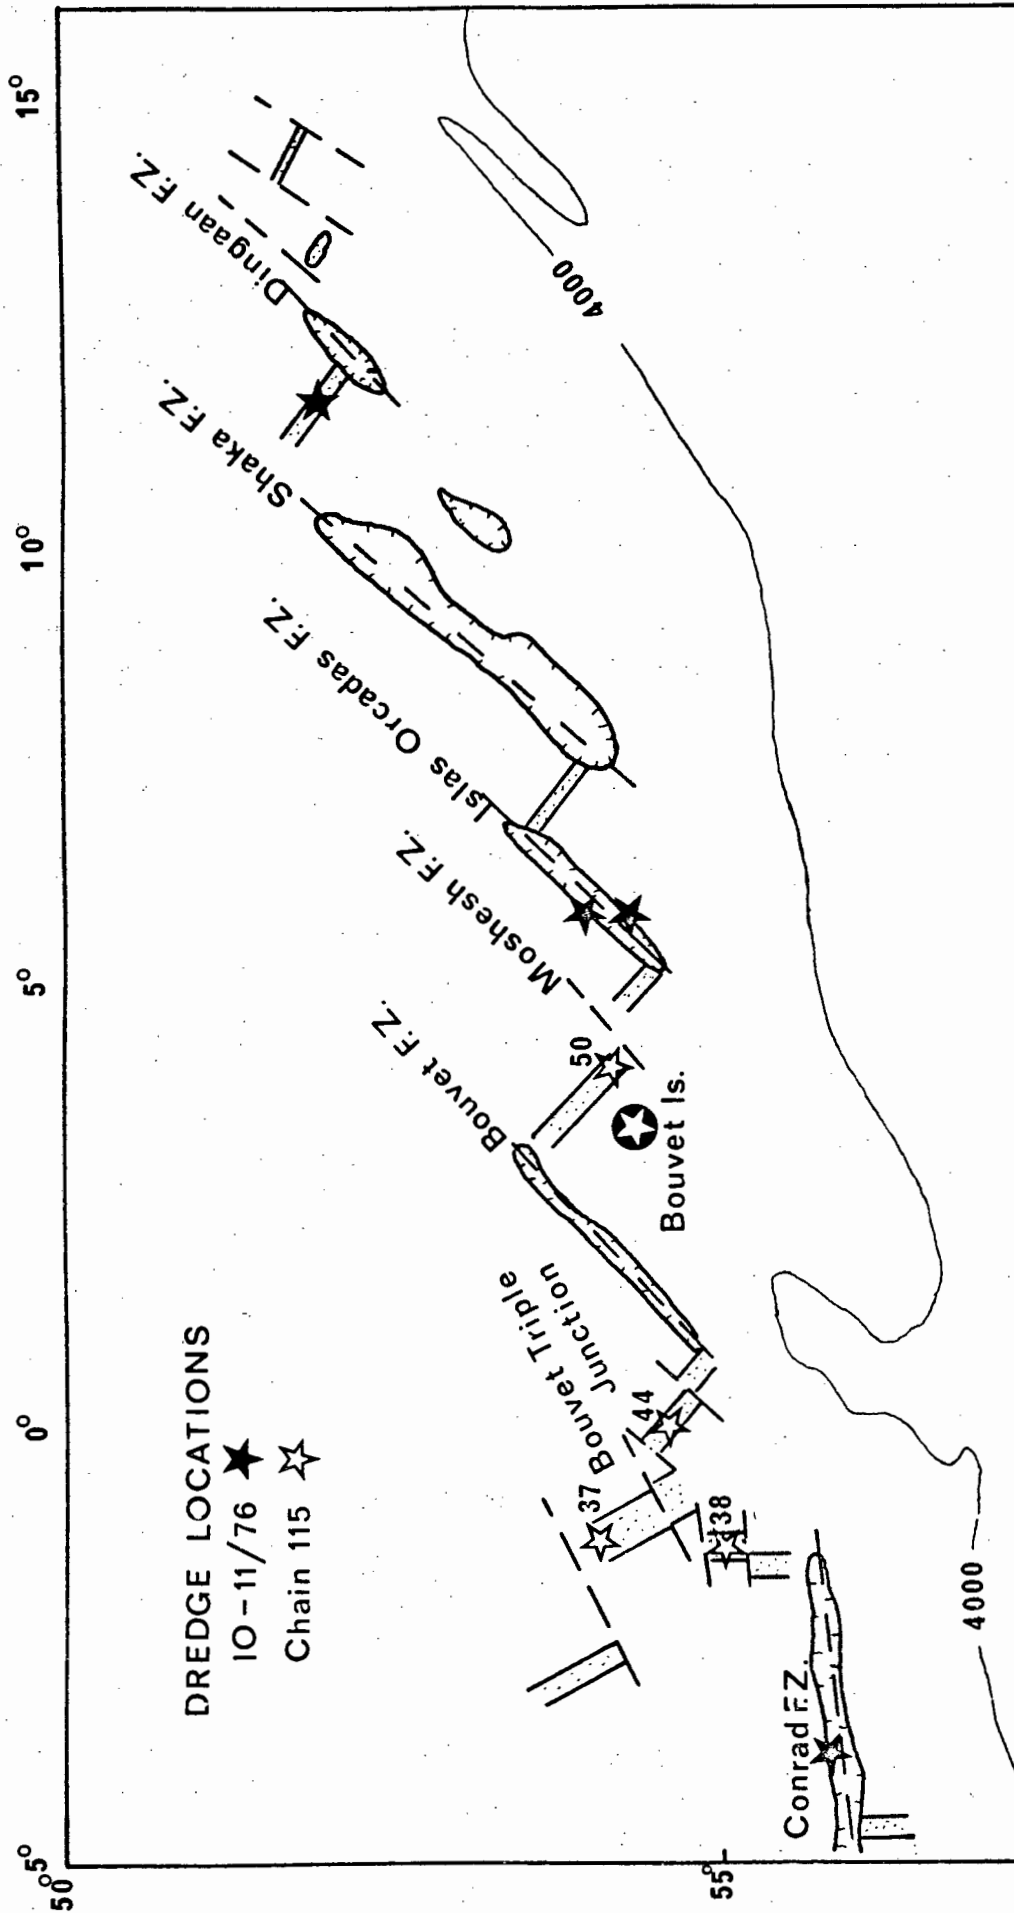 5°
0°
5°
10°
15°
50°
55°
DREDGE LOCATIONS
IO-11/76
Chain 115
Dingaan F.Z.
Shaka F.Z.
Islas Orcadas F.Z.
Moshesh F.Z.
Bouvet F.Z.
50
Bouvet Is.
Bouvet Triple
Junction
44
37
38
Conrad F.Z.
4000
4000